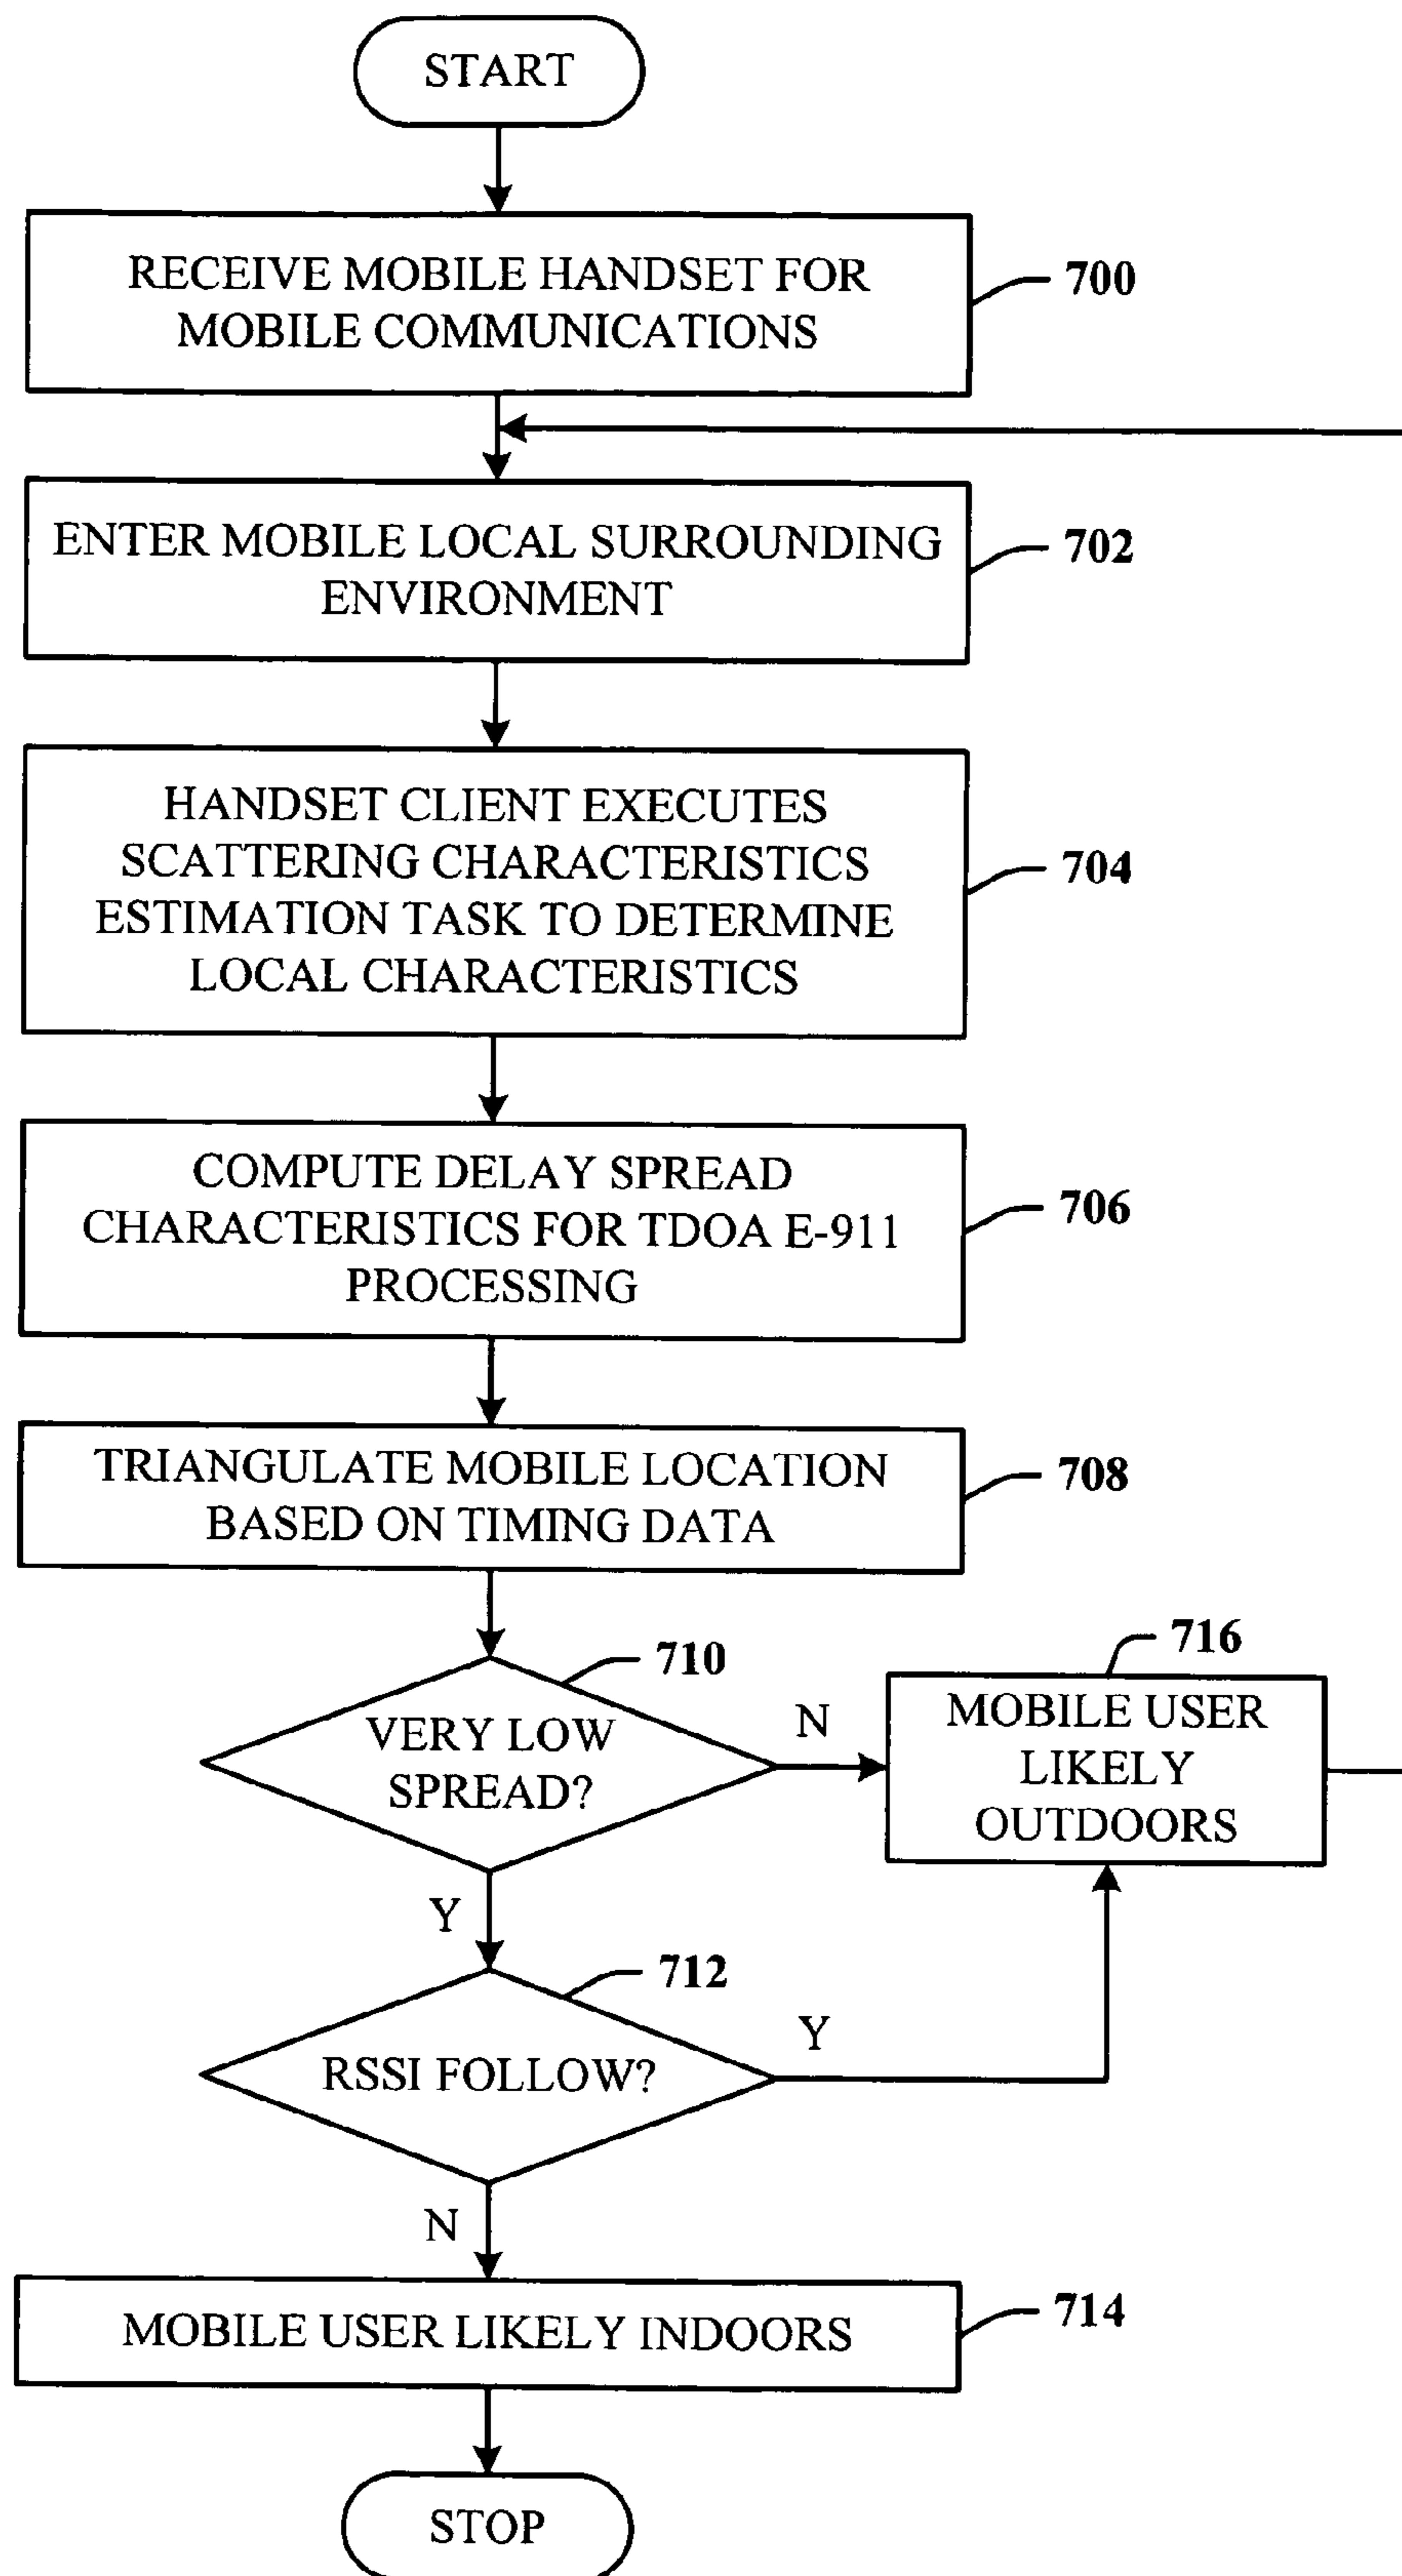 START
RECEIVE MOBILE HANDSET FOR
MOBILE COMMUNICATIONS
700
ENTER MOBILE LOCAL SURROUNDING
ENVIRONMENT
702
HANDSET CLIENT EXECUTES
SCATTERING CHARACTERISTICS
ESTIMATION TASK TO DETERMINE
LOCAL CHARACTERISTICS
704
COMPUTE DELAY SPREAD
CHARACTERISTICS FOR TDOA E-911
PROCESSING
706
TRIANGULATE MOBILE LOCATION
BASED ON TIMING DATA
708
VERY LOW
SPREAD?
710
N
Y
716
MOBILE USER
LIKELY
OUTDOORS
RSSI FOLLOW?
712
Y
N
MOBILE USER LIKELY INDOORS
714
STOP